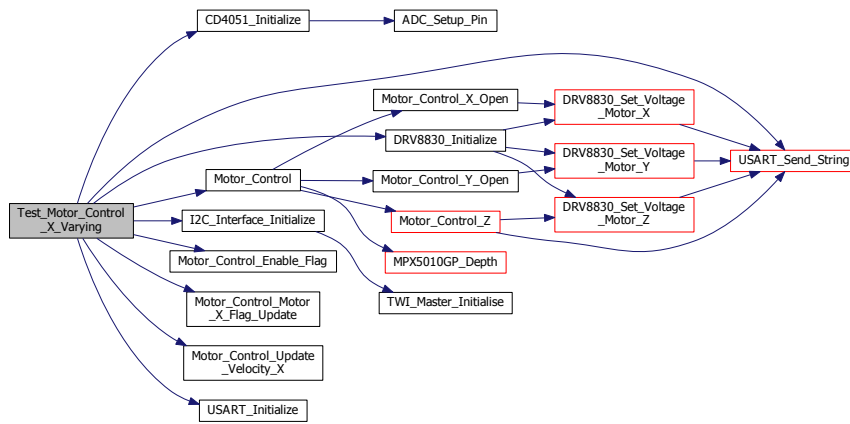 CD4051_Initialize
ADC_Setup_Pin
Motor_Control_X_Open
DRV8830_Set_Voltage
_Motor_X
DRV8830_Initialize
USART_Send_String
DRV8830_Set_Voltage
_Motor_Y
Motor_Control
Motor_Control_Y_Open
Test_Motor_Control
_X_Varying
I2C_Interface_Initialize
Motor_Control_Z
DRV8830_Set_Voltage
_Motor_Z
Motor_Control_Enable_Flag
MPX5010GP_Depth
Motor_Control_Motor
_X_Flag_Update
TWI_Master_Initialise
Motor_Control_Update
_Velocity_X
USART_Initialize